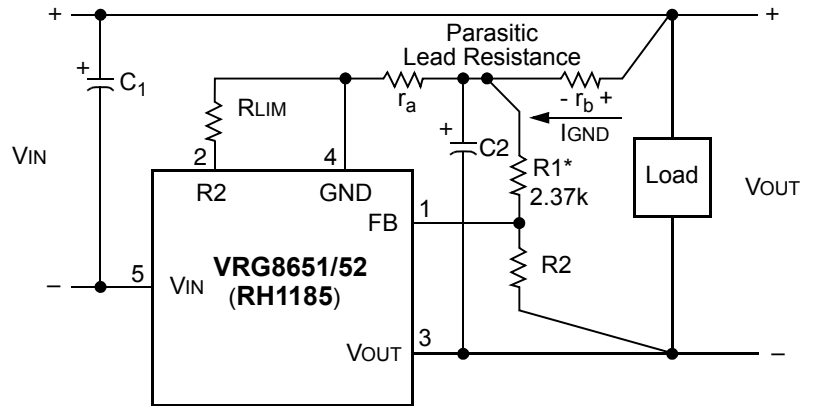 + +
Parasitic
Lead Resistance
+ C1
ra
- rb +
RLIM
IGND
VIN
2 4
+ C2
R1*
2.37k
Load
VOUT
R2 GND
FB 1
VRG8651/52
(RH1185)
R2
– 5 VIN
VOUT 3 –